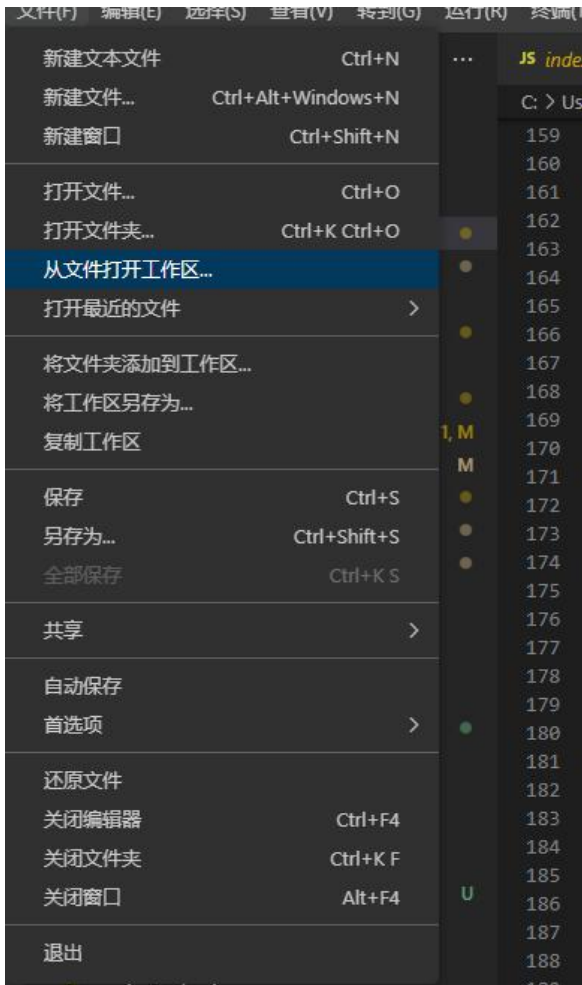 文件(F) 编辑(E) 选择(S) 查看(V) 转到(G) 运行(R) 终端(
新建文本文件 Ctrl+N
新建文件... Ctrl+Alt+Windows+N
新建窗口 Ctrl+Shift+N
打开文件... Ctrl+O
打开文件夹... Ctrl+K Ctrl+O
从文件打开工作区...
打开最近的文件 >
将文件夹添加到工作区...
将工作区另存为...
复制工作区
保存 Ctrl+S
另存为... Ctrl+Shift+S
全部保存 Ctrl+K S
共享 >
自动保存
首选项 >
还原文件
关闭编辑器 Ctrl+F4
关闭文件夹 Ctrl+K F
关闭窗口 Alt+F4
退出
...
1, M
M
U
JS inde
C: > Us
159
160
161
162
163
164
165
166
167
168
169
170
171
172
173
174
175
176
177
178
179
180
181
182
183
184
185
186
187
188